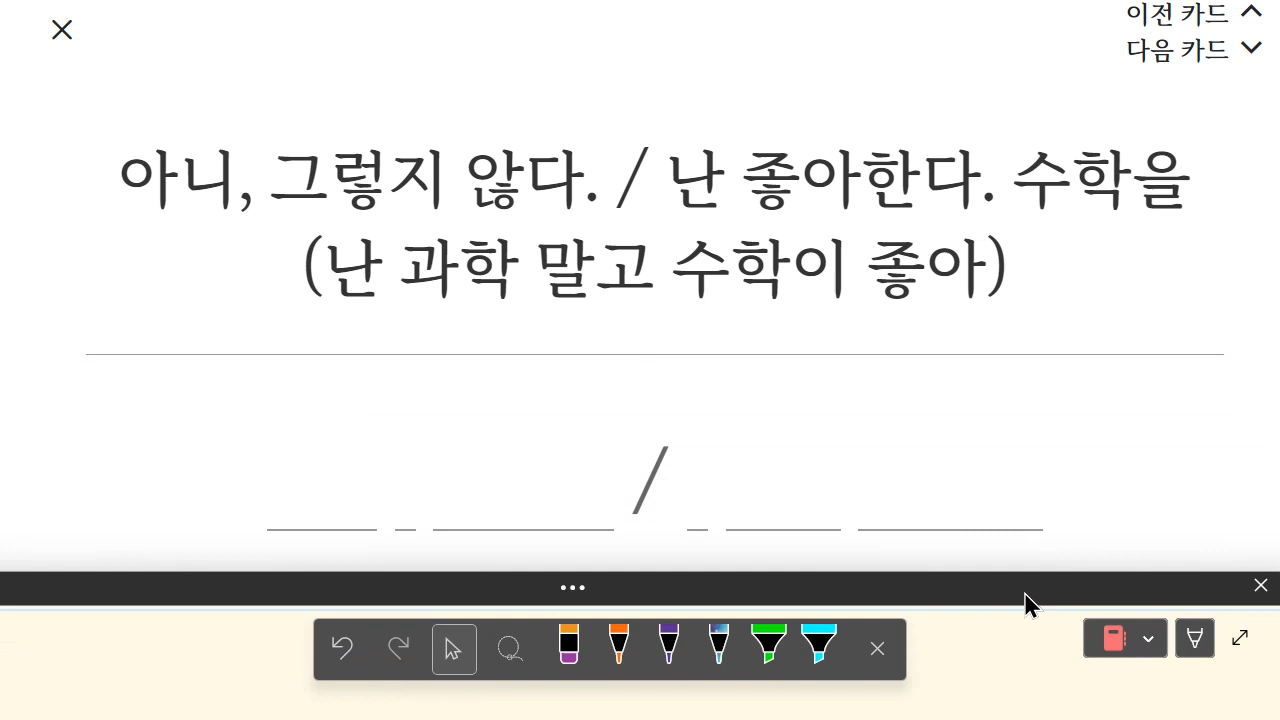 이전 카드
다음 카드
아니, 그렇지 않다. / 난 좋아한다. 수학을
(난 과학 말고 수학이 좋아)
/